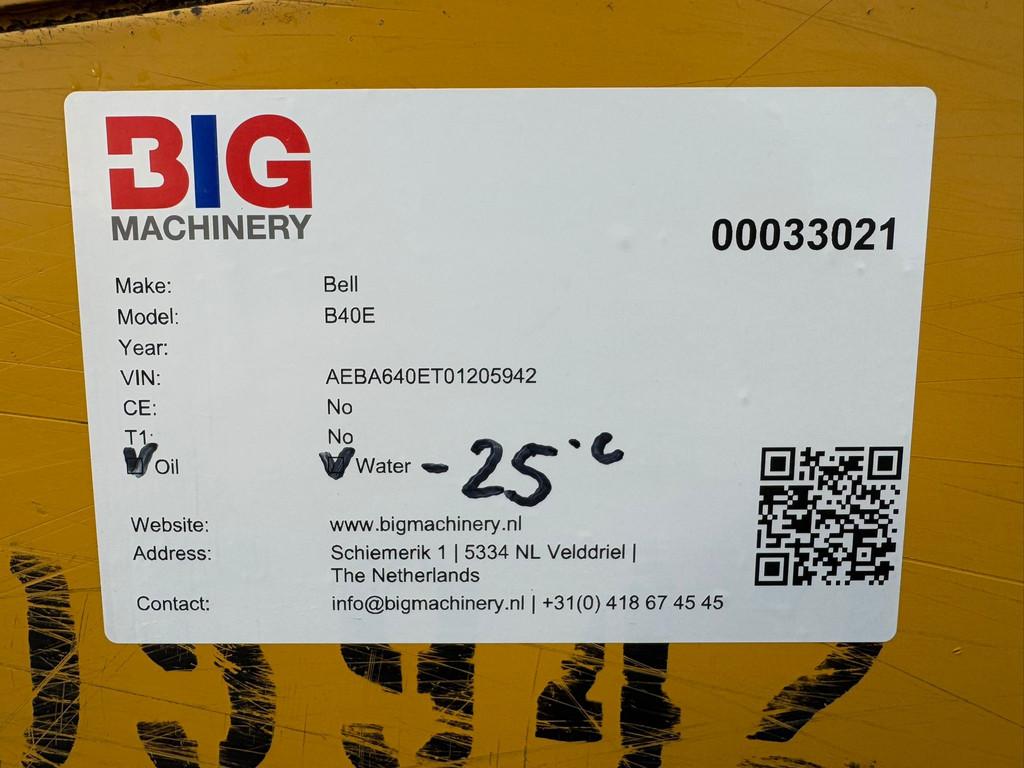 BIG
MACHINERY
00033021
Make: Bell
Model: B40E
Year:
VIN: AEBA640ET01205942
CE: No
T1: No
Oil Water -25°C
Website: www.bigmachinery.nl
Address: Schiemerik 1 | 5334 NL Velddriel |
The Netherlands
Contact: info@bigmachinery.nl | +31(0) 418 67 45 45